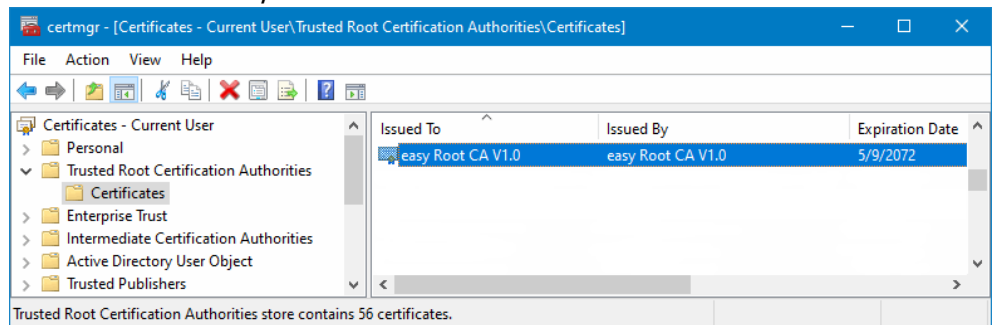 certmgr - [Certificates - Current User\Trusted Root Certification Authorities\Certificates]
File Action View Help
Certificates - Current User
Personal
Trusted Root Certification Authorities
Certificates
Enterprise Trust
Intermediate Certification Authorities
Active Directory User Object
Trusted Publishers
Issued To Issued By Expiration Date
easy Root CA V1.0 easy Root CA V1.0 5/9/2072
Trusted Root Certification Authorities store contains 56 certificates.